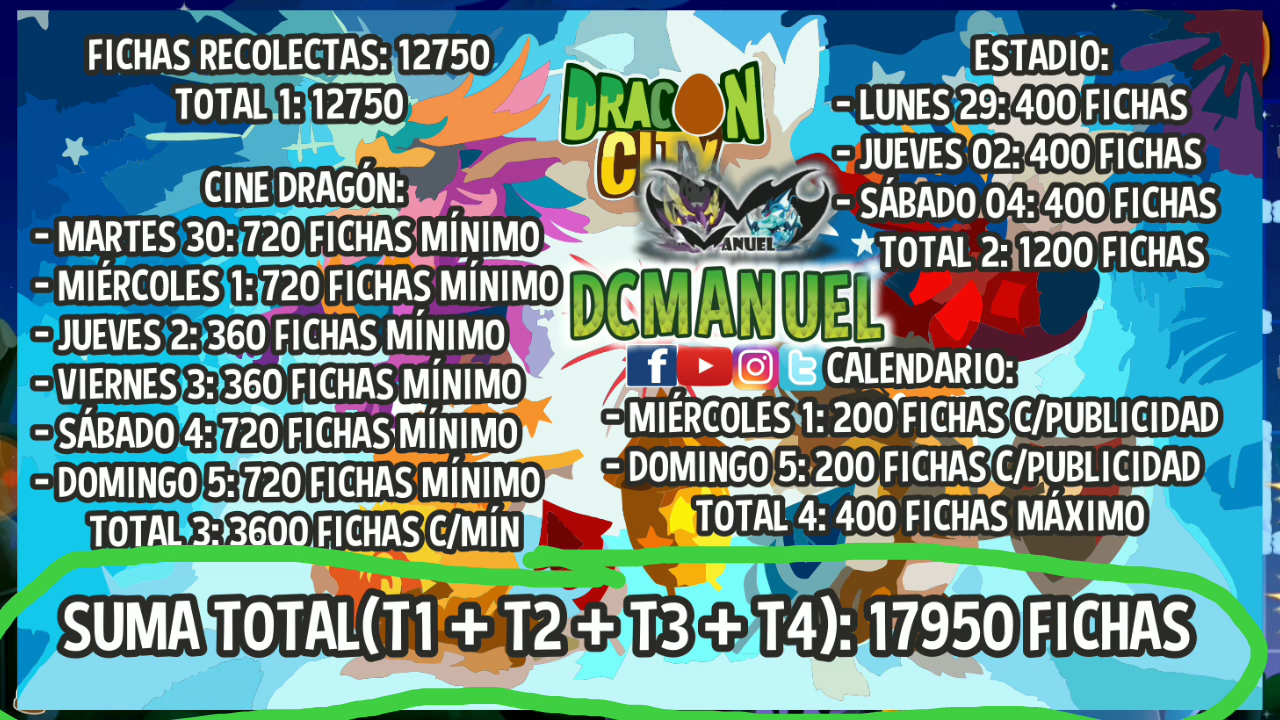 FICHAS RECOLECTAS: 12750
TOTAL 1: 12750
CINE DRAGÓN:
- MARTES 30: 720 FICHAS MÍNIMO
- MIÉRCOLES 1: 720 FICHAS MÍNIMO
- JUEVES 2: 360 FICHAS MÍNIMO
- VIERNES 3: 360 FICHAS MÍNIMO
- SÁBADO 4: 720 FICHAS MÍNIMO
- DOMINGO 5: 720 FICHAS MÍNIMO
TOTAL 3: 3600 FICHAS C/MÍN
DRAGON
CITY
MANUEL
DCMANUEL
ESTADIO:
- LUNES 29: 400 FICHAS
- JUEVES 02: 400 FICHAS
- SÁBADO 04: 400 FICHAS
TOTAL 2: 1200 FICHAS
CALENDARIO:
- MIÉRCOLES 1: 200 FICHAS C/PUBLICIDAD
- DOMINGO 5: 200 FICHAS C/PUBLICIDAD
TOTAL 4: 400 FICHAS MÁXIMO
SUMA TOTAL(T1 + T2 + T3 + T4): 17950 FICHAS